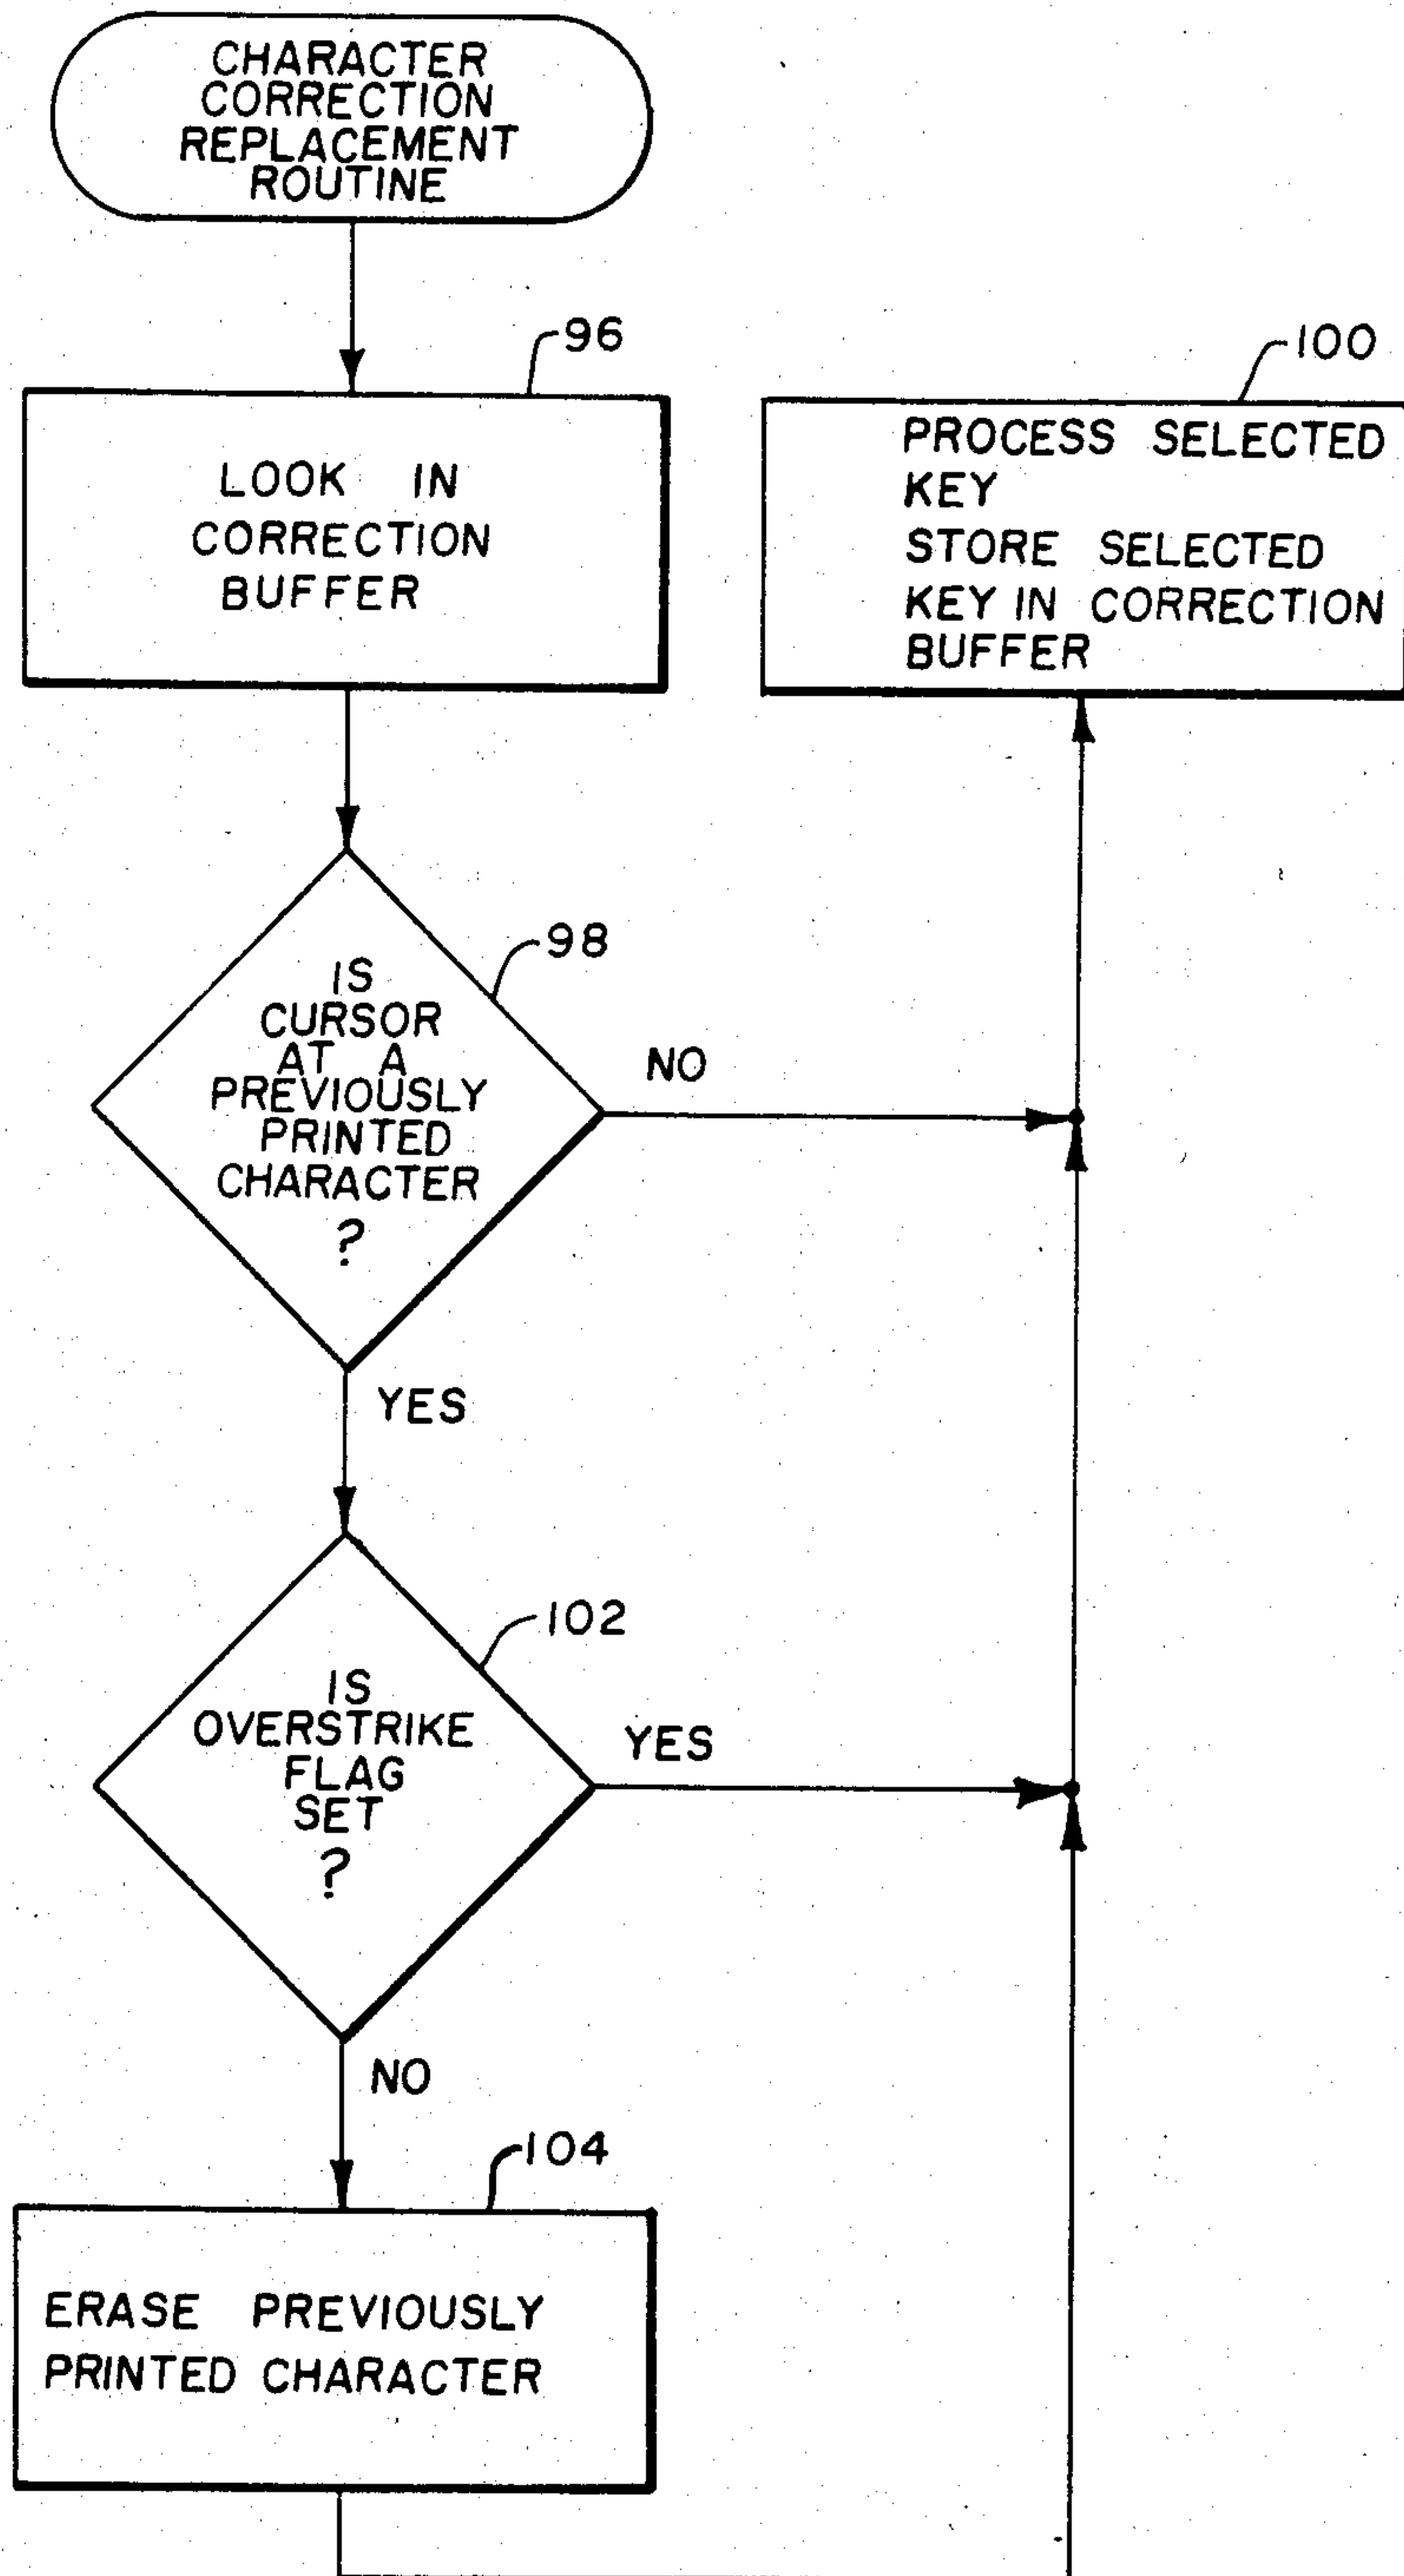 CHARACTER
CORRECTION
REPLACEMENT
ROUTINE
96
LOOK IN
CORRECTION
BUFFER
100
PROCESS SELECTED
KEY
STORE SELECTED
KEY IN CORRECTION
BUFFER
98
IS
CURSOR
AT A
PREVIOUSLY
PRINTED
CHARACTER
?
NO
YES
102
IS
OVERSTRIKE
FLAG
SET
?
YES
NO
104
ERASE PREVIOUSLY
PRINTED CHARACTER